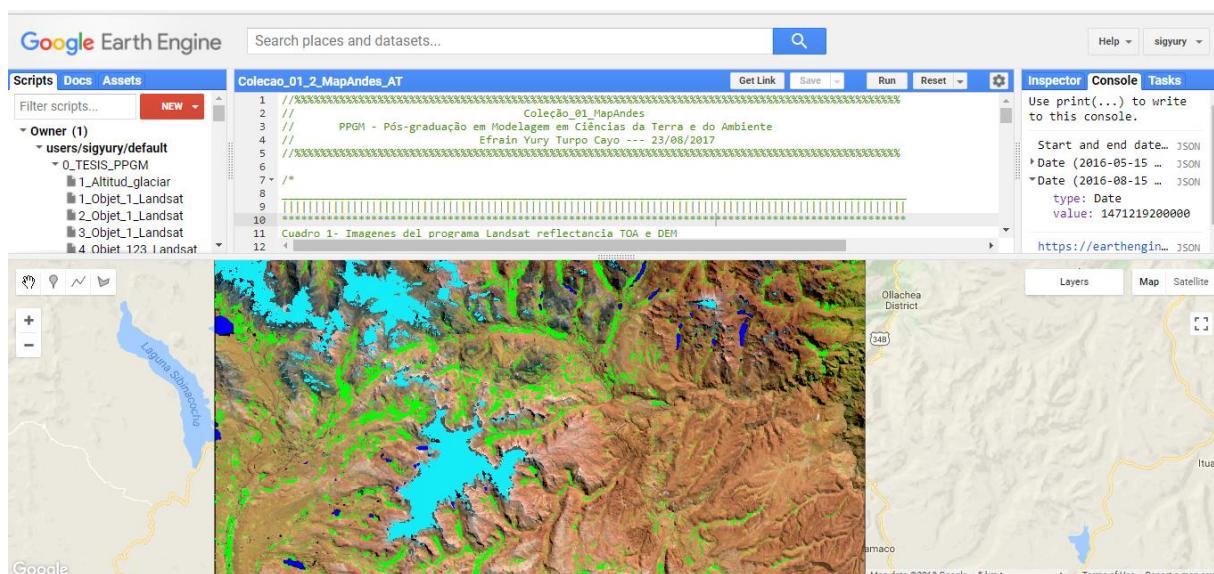 Google Earth Engine
Search places and datasets...
Help
sigyury
Scripts Docs Assets
Filter scripts...
NEW
Owner (1)
users/sigyury/default
0_TESIS_PPGM
1_Altitud_glaciar
1_Objet_1_Landsat
2_Objet_1_Landsat
3_Objet_1_Landsat
4_Objet_123_Landsat
Colecao_01_2_MapAndes_AT
Get Link Save Run Reset
1
2 // Coleção_01_MapAndes
3 // PPGM - Pós-graduação em Modelagem em Ciências da Terra e do Ambiente
4 // Efrain Yury Turpo Cayo --- 23/08/2017
5
6
7 /*
8
9
10
11 Cuadro 1- Imagenes del programa Landsat reflectancia TOA e DEM
12
Inspector Console Tasks
Use print(...) to write
to this console.
Start and end date… JSON
Date (2016-05-15 … JSON
Date (2016-08-15 … JSON
type: Date
value: 1471219200000
https://earthengin… JSON
Laguna Sibinacocha
Ollachea
District
34B
Layers
Map Satellite
Itua
amaco
Google